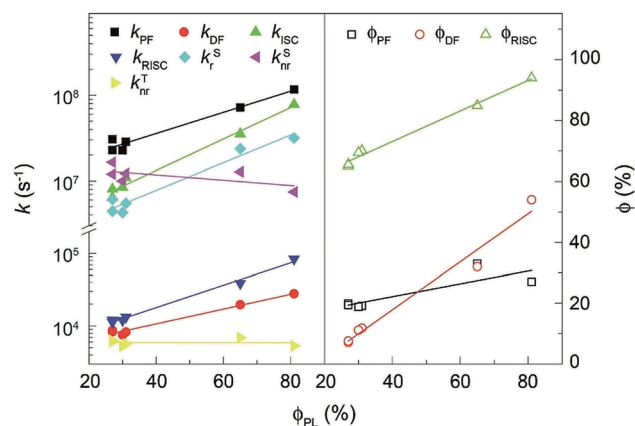 k_PF k_DF k_ISC
k_RISC k_r^S k_nr^S
k_nr^T
ϕ_PF ϕ_DF ϕ_RISC
k (s⁻¹)
10⁸
10⁷
10⁵
10⁴
ϕ (%)
100
80
60
40
20
0
20 40 60 80 20 40 60 80
ϕ_PL (%)